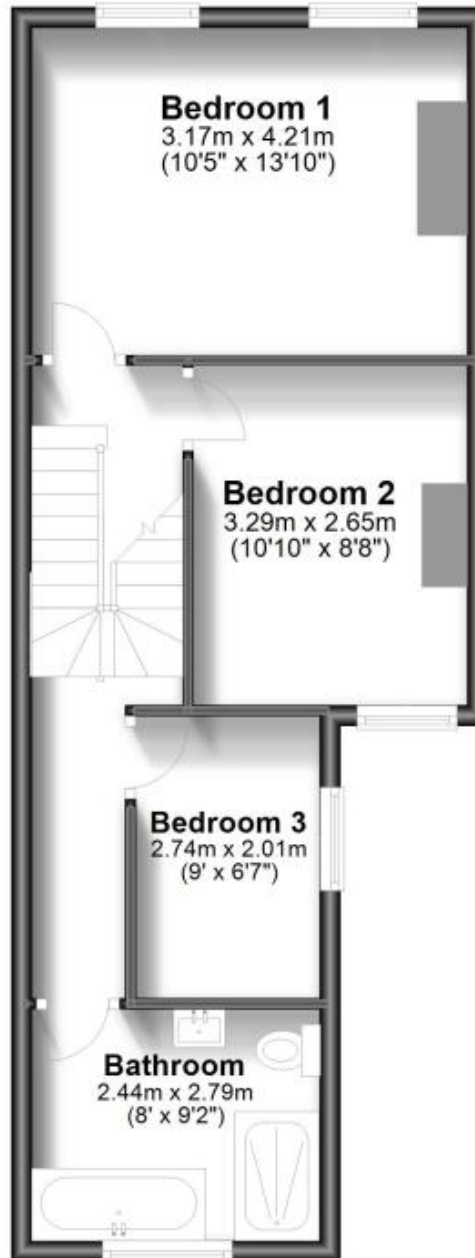 Bedroom 1
3.17m x 4.21m
(10'5" x 13'10")
Bedroom 2
3.29m x 2.65m
(10'10" x 8'8")
Bedroom 3
2.74m x 2.01m
(9' x 6'7")
Bathroom
2.44m x 2.79m
(8' x 9'2")